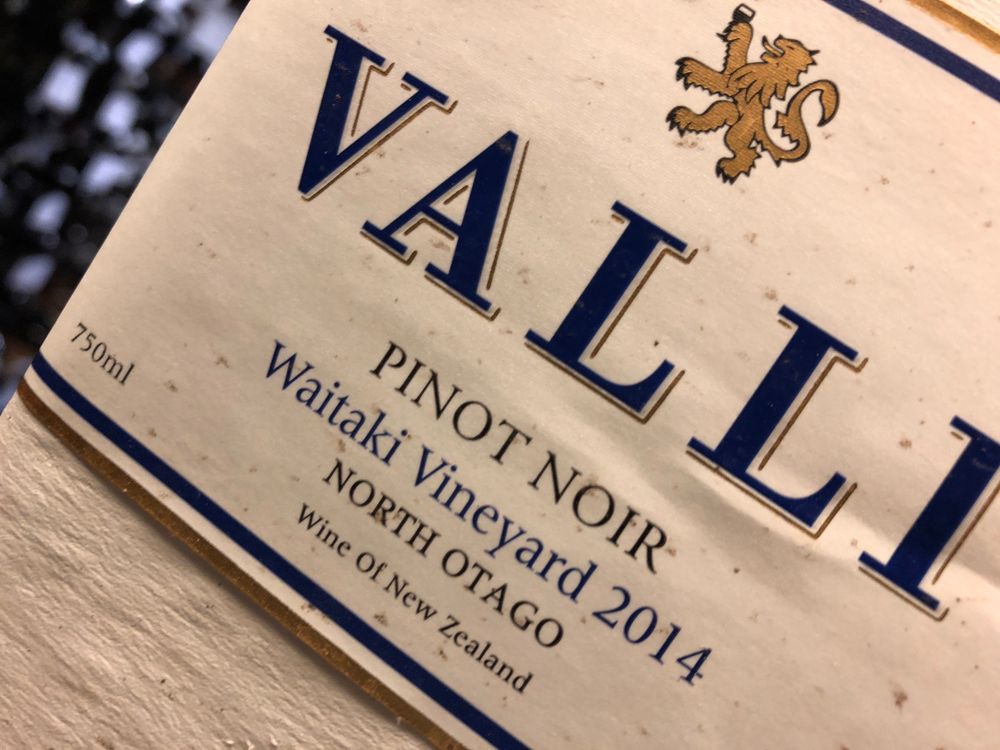 VALLI
PINOT NOIR
Waitaki Vineyard 2014
NORTH OTAGO
Wine of New Zealand
750ml